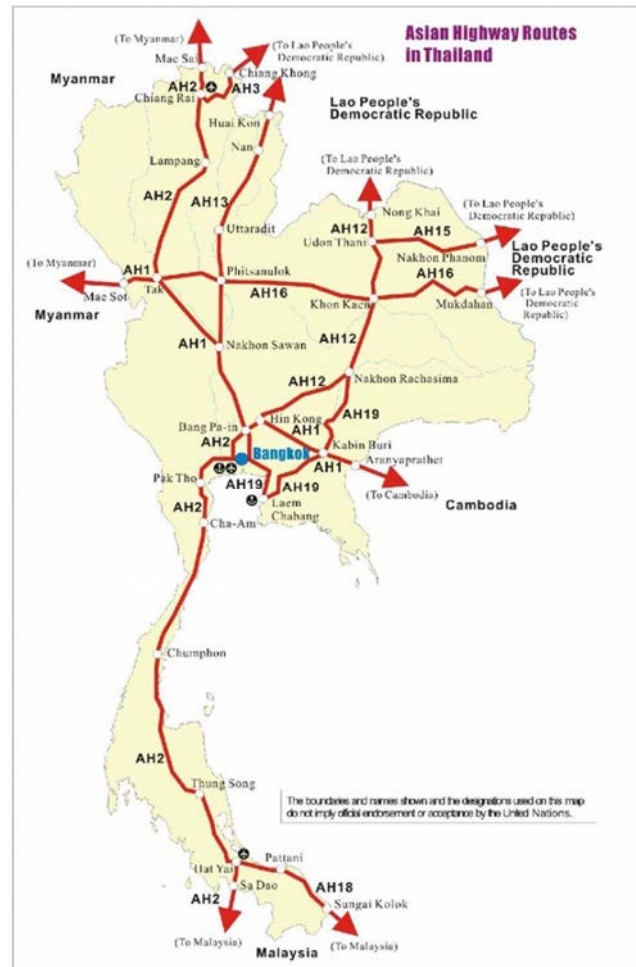 Asian Highway Routes
in Thailand
(To Myanmar)
Mae Sai
(To Lao People's
Democratic Republic)
Chiang Khong
Myanmar
AH2
AH3
Chiang Rai
Huai Kon
Lao People's
Democratic Republic
Nan
Lampang
(To Lao People's
Democratic Republic)
AH2
AH13
Nong Khai
(To Lao People's
Democratic Republic)
Uttaradit
AH12
AH15
Udon Thani
Nakhon Phanom
Lao People's
Democratic
Republic
(To Myanmar)
AH1
Tak
Phitsanulok
AH16
AH16
Mae Sot
Khon Kaen
Mukdahan
(To Lao People's
Democratic
Republic)
Myanmar
AH1
Nakhon Sawan
AH12
AH12
Nakhon Rachasima
Hin Kong
AH19
Bang Pa-in
AH2
AH1
Kabin Buri
Bangkok
AH1
Aranyaprathet
Pak Tho
AH19
AH19
(To Cambodia)
Laem
Chabang
Cambodia
AH2
Cha-Am
Chumphon
AH2
Thung Song
The boundaries and names shown and the designations used on this map
do not imply official endorsement or acceptance by the United Nations.
Pattani
Hat Yai
AH18
Sa Dao
AH2
Sungai Kolok
(To Malaysia)
(To Malaysia)
Malaysia